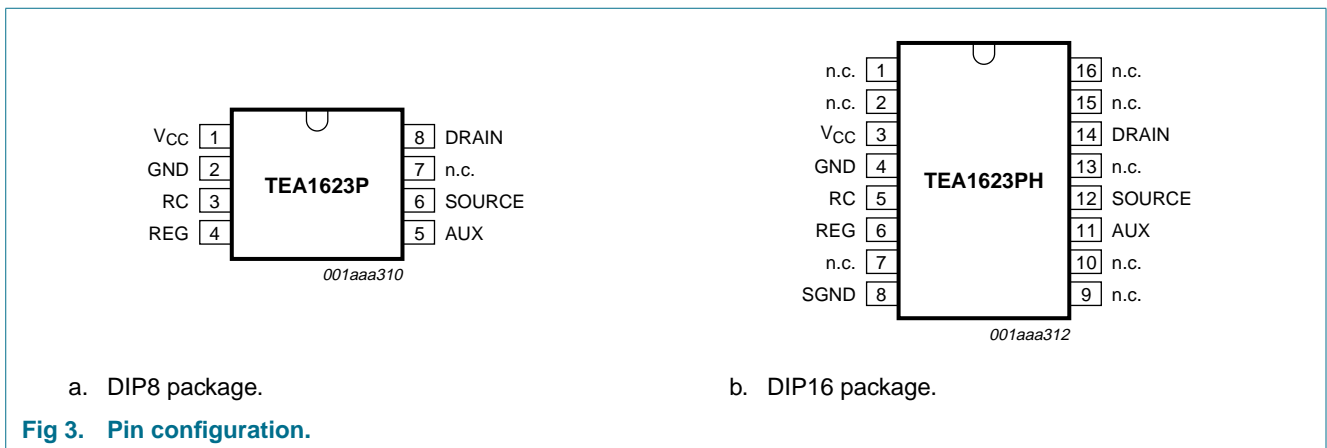 VCC 1
GND 2
RC 3
REG 4
TEA1623P
8 DRAIN
7 n.c.
6 SOURCE
5 AUX
001aaa310
n.c. 1
n.c. 2
VCC 3
GND 4
RC 5
REG 6
n.c. 7
SGND 8
TEA1623PH
16 n.c.
15 n.c.
14 DRAIN
13 n.c.
12 SOURCE
11 AUX
10 n.c.
9 n.c.
001aaa312
a. DIP8 package.
b. DIP16 package.
Fig 3. Pin configuration.